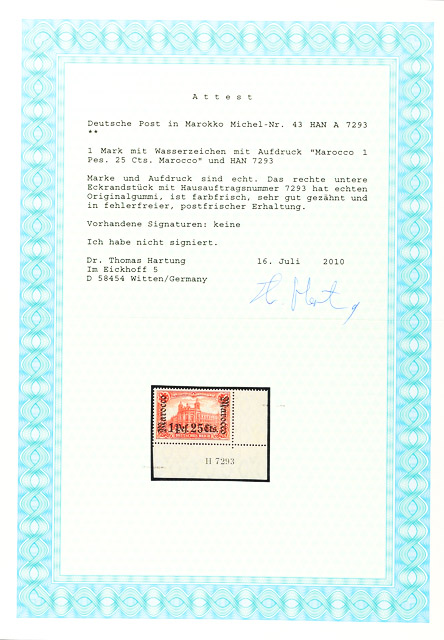 Attest
Deutsche Post in Marokko Michel-Nr. 43 HAN A 7293
**
1 Mark mit Wasserzeichen mit Aufdruck "Marocco 1
Pes. 25 Cts. Marocco" und HAN 7293
Marke und Aufdruck sind echt. Das rechte untere
Eckrandstück mit Hausauftragsnummer 7293 hat echten
Originalgummi, ist farbfrisch, sehr gut gezähnt und
in fehlerfreier, postfrischer Erhaltung.
Vorhandene Signaturen: keine
Ich habe nicht signiert.
Dr. Thomas Hartung 16. Juli 2010
Im Eickhoff 5
D 58454 Witten/Germany
Marocco
Marocco
25 Cts.
H 7293